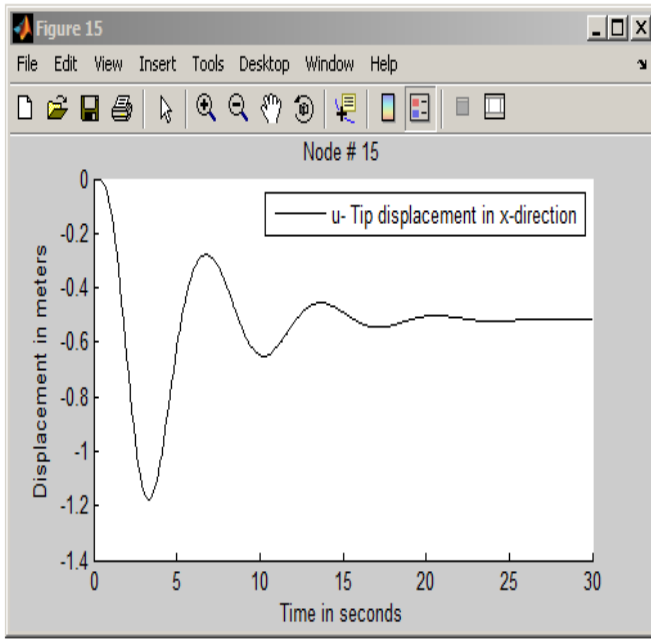 Figure 15
File Edit View Insert Tools Desktop Window Help
Node # 15
u- Tip displacement in x-direction
Displacement in meters
0
-0.2
-0.4
-0.6
-0.8
-1
-1.2
-1.4
0 5 10 15 20 25 30
Time in seconds